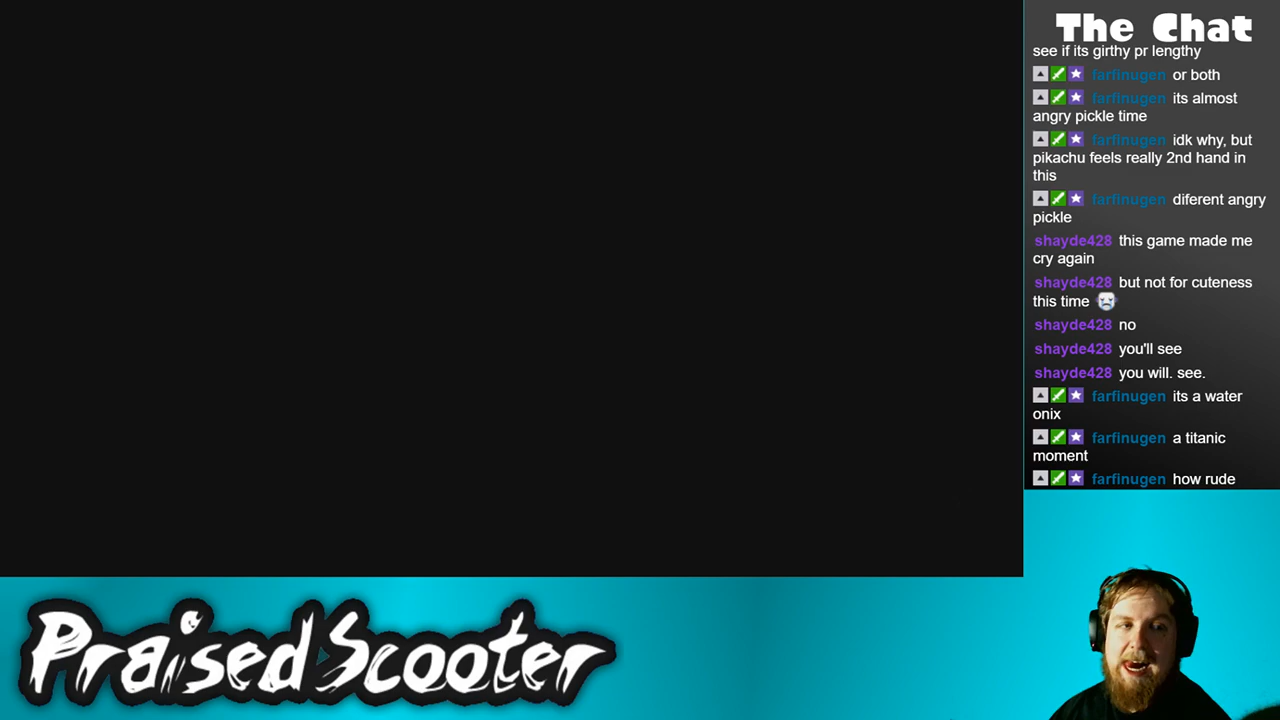 The Chat
see if its girthy pr lengthy
farfinugen or both
farfinugen its almost
angry pickle time
farfinugen idk why, but
pikachu feels really 2nd hand in
this
farfinugen diferent angry
pickle
shayde428 this game made me
cry again
shayde428 but not for cuteness
this time
shayde428 no
shayde428 you'll see
shayde428 you will. see.
farfinugen its a water
onix
farfinugen a titanic
moment
farfinugen how rude
PraisedScooter